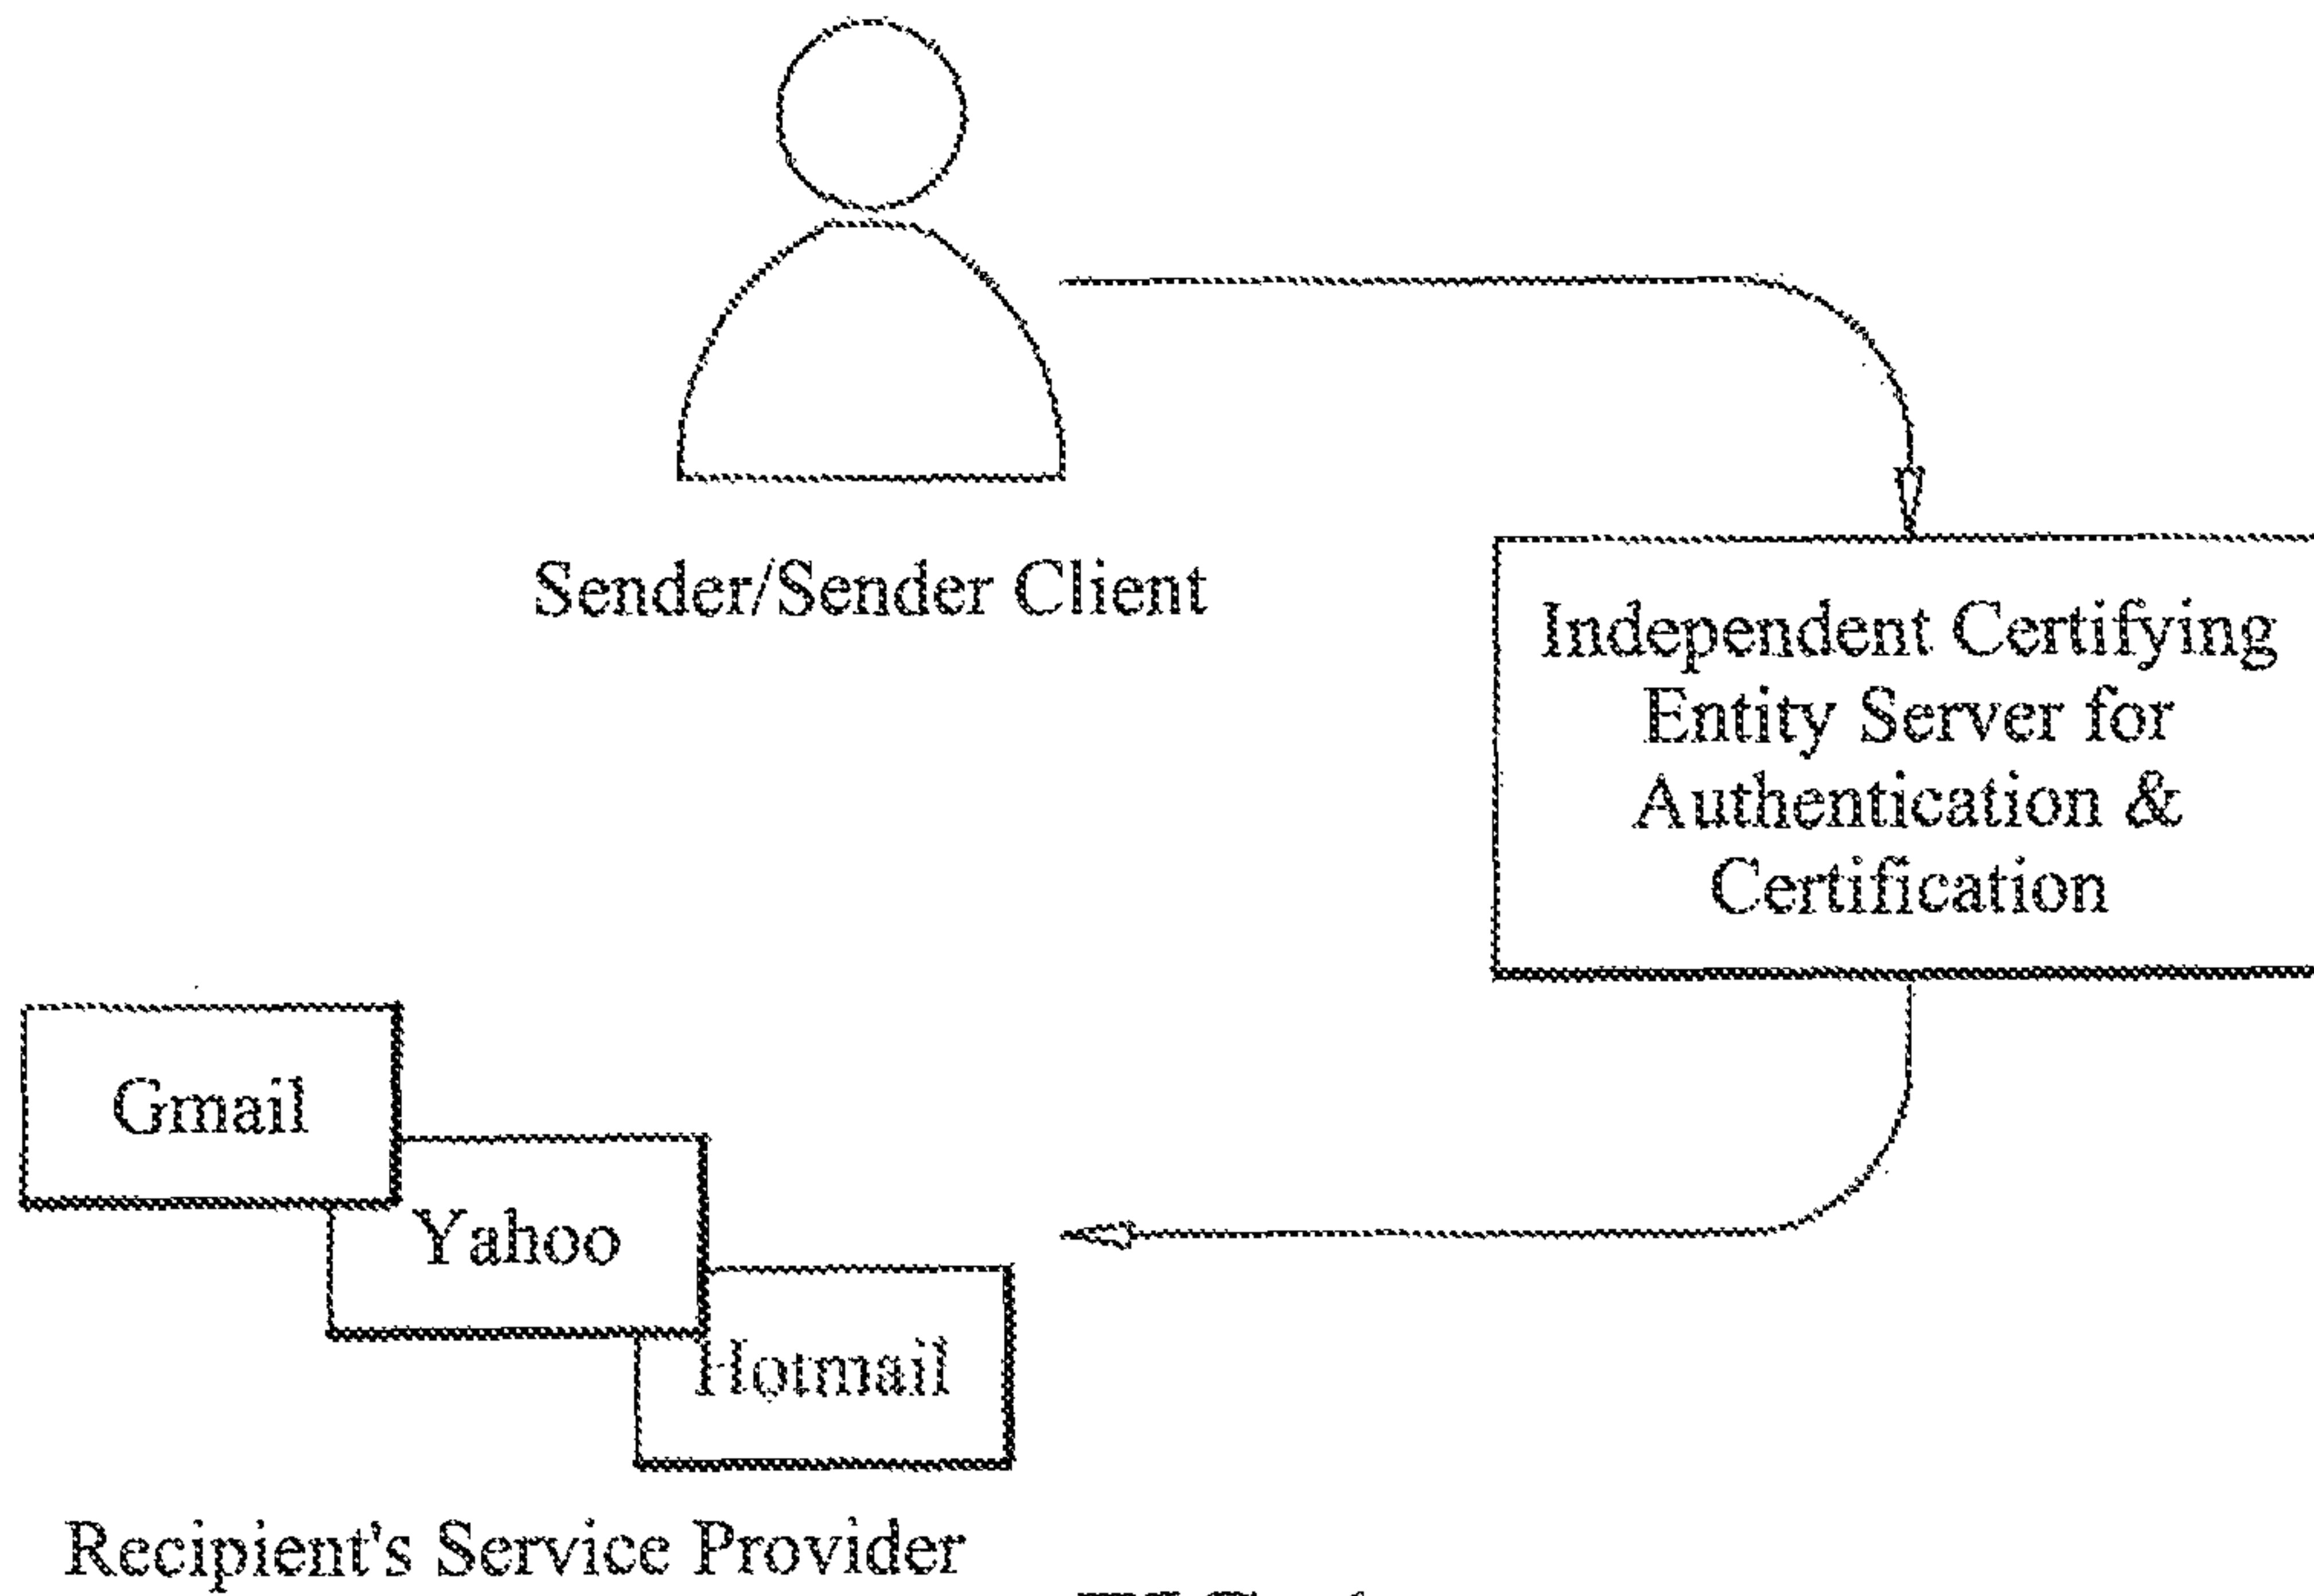 Sender/Sender Client
Independent Certifying
Entity Server for
Authentication &
Certification
Gmail
Yahoo
Hotmail
Recipient's Service Provider